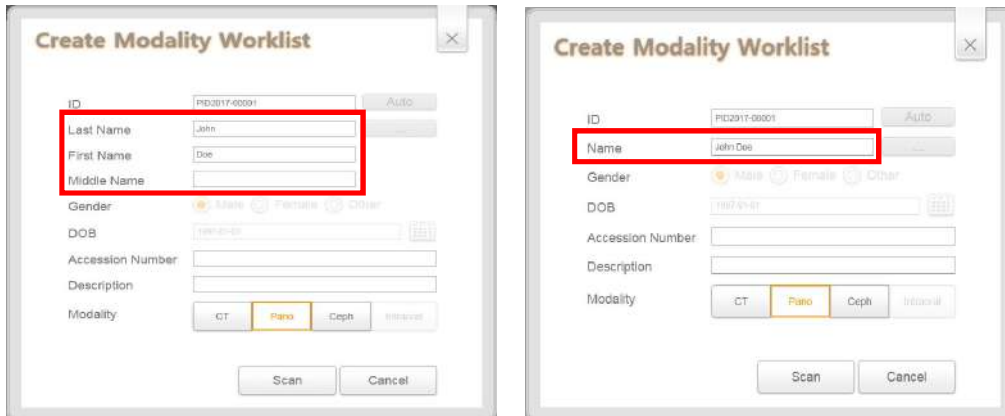 Create Modality Worklist
ID PID2017-00001 Auto
Last Name John ...
First Name Doe
Middle Name
Gender Male Female Other
DOB 1997-01-01
Accession Number
Description
Modality CT Pano Ceph Intraoral
Scan Cancel
Create Modality Worklist
ID PID2017-00001 Auto
Name John Doe ...
Gender Male Female Other
DOB 1997-01-01
Accession Number
Description
Modality CT Pano Ceph Intraoral
Scan Cancel